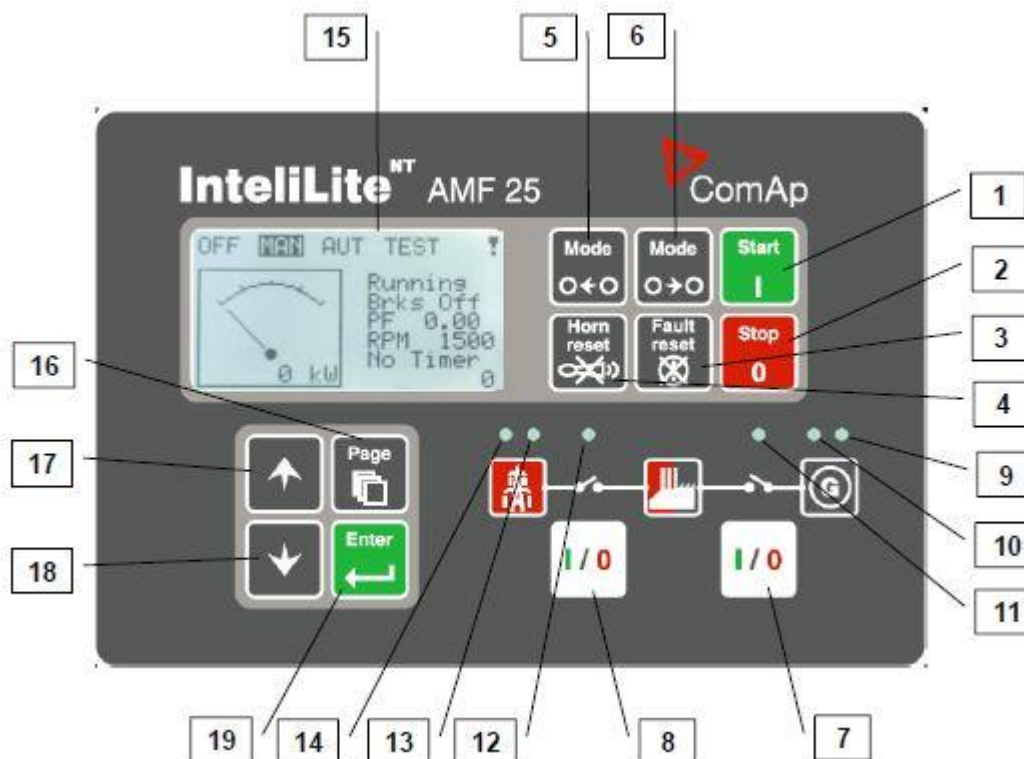 15
5
6
InteliLite NT AMF 25
ComAp
1
OFF MAN AUT TEST !
Mode
Mode
Start
I
Running
Brks Off
PF 0.00
RPM 1500
No Timer
0
0 kW
2
Horn
reset
Fault
reset
Stop
0
3
16
4
17
Page
9
G
18
Enter
I / 0
I / 0
10
11
19
14
13
12
8
7